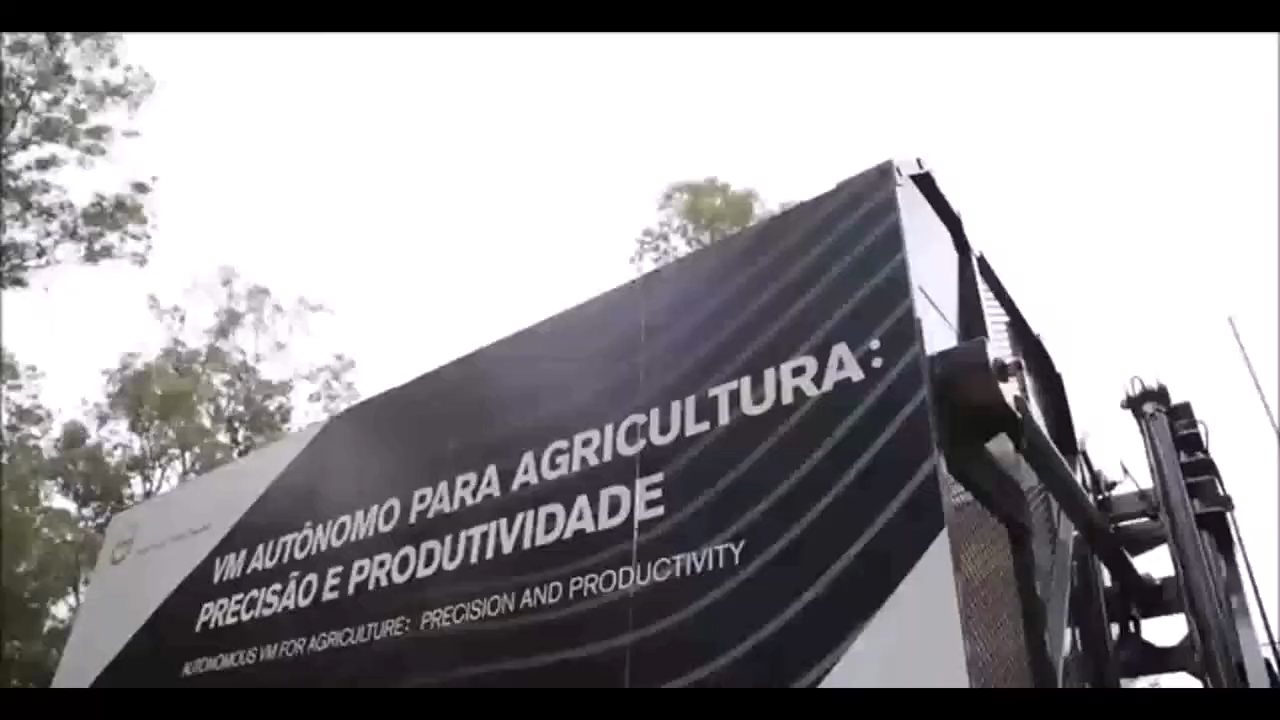 VM AUTÔNOMO PARA AGRICULTURA:
PRECISÃO E PRODUTIVIDADE
AUTONOMOUS VM FOR AGRICULTURE: PRECISION AND PRODUCTIVITY